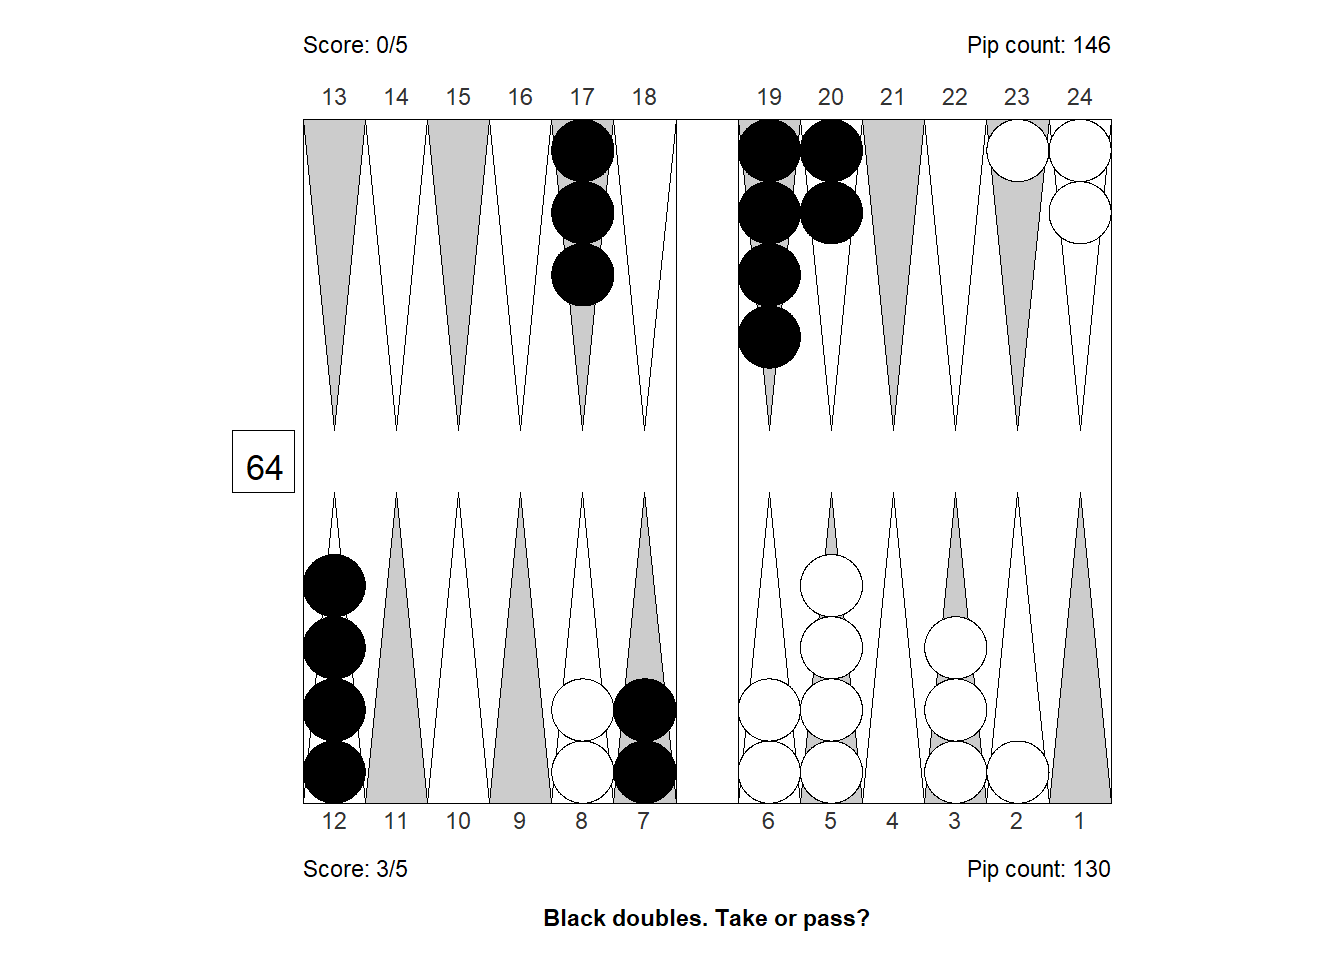 Score: 0/5 Pip count: 146
13 14 15 16 17 18 19 20 21 22 23 24
64
12 11 10 9 8 7 6 5 4 3 2 1
Score: 3/5 Pip count: 130
Black doubles. Take or pass?